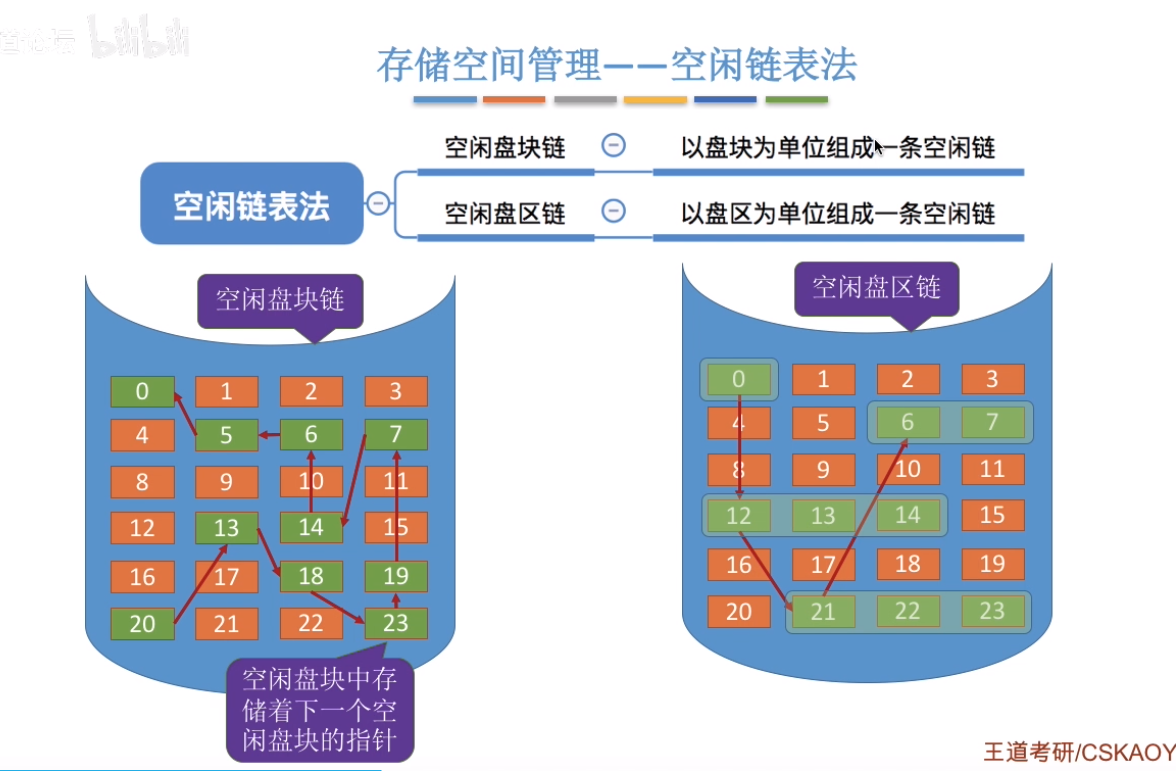 bilibili
存储空间管理——空闲链表法
空闲链表法
空闲盘块链
以盘块为单位组成一条空闲链
空闲盘区链
以盘区为单位组成一条空闲链
空闲盘块链
0 1 2 3
4 5 6 7
8 9 10 11
12 13 14 15
16 17 18 19
20 21 22 23
空闲盘块中存
储着下一个空
闲盘块的指针
空闲盘区链
0 1 2 3
4 5 6 7
8 9 10 11
12 13 14 15
16 17 18 19
20 21 22 23
王道考研/CSKAOY